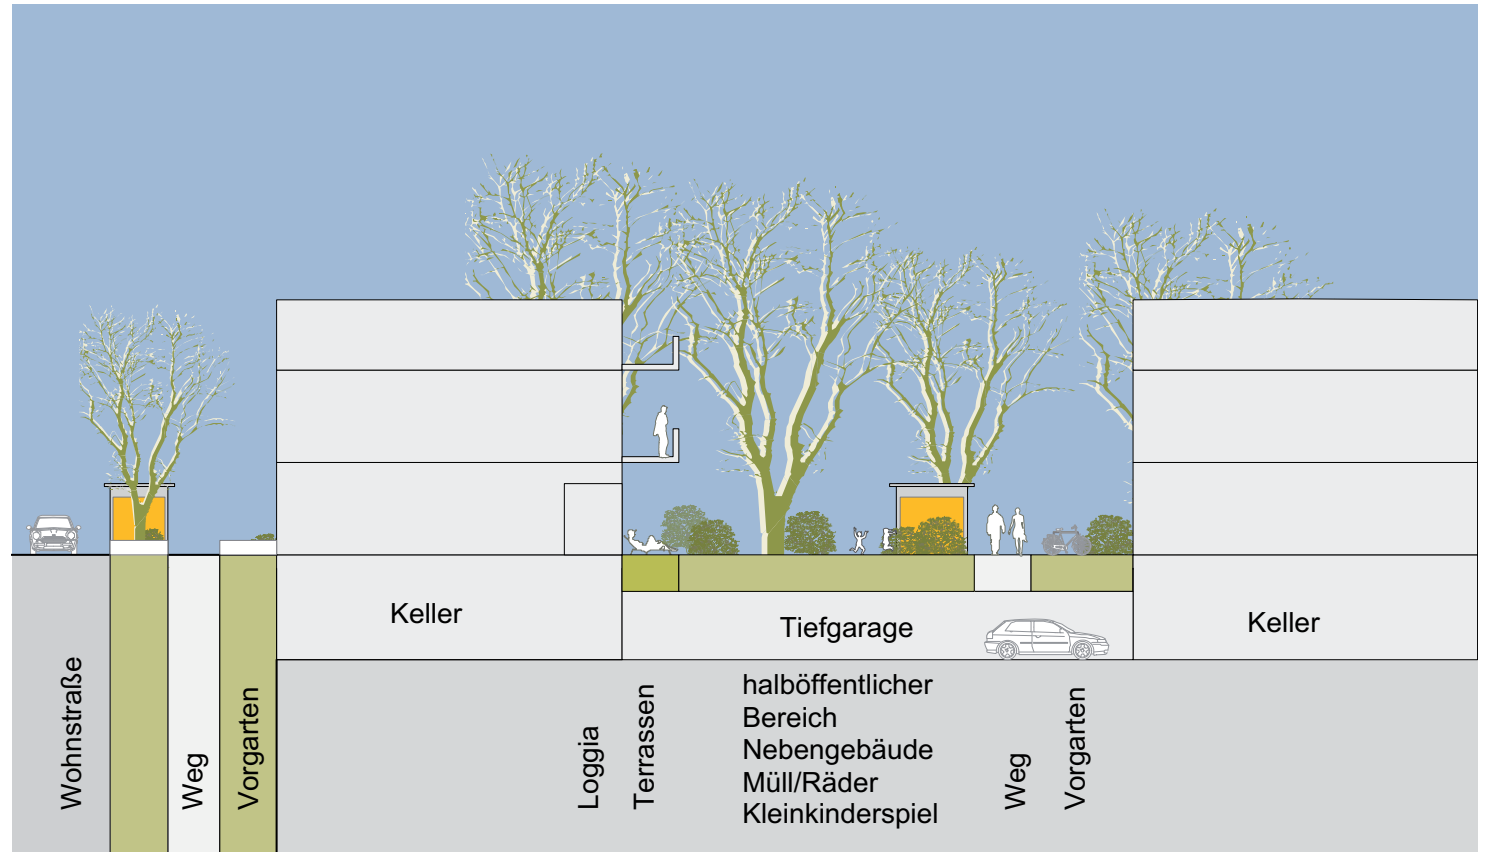 Keller
Tiefgarage
Keller
Wohnstraße
Weg
Vorgarten
Loggia
Terrassen
halböffentlicher
Bereich
Nebengebäude
Müll/Räder
Kleinkinderspiel
Weg
Vorgarten